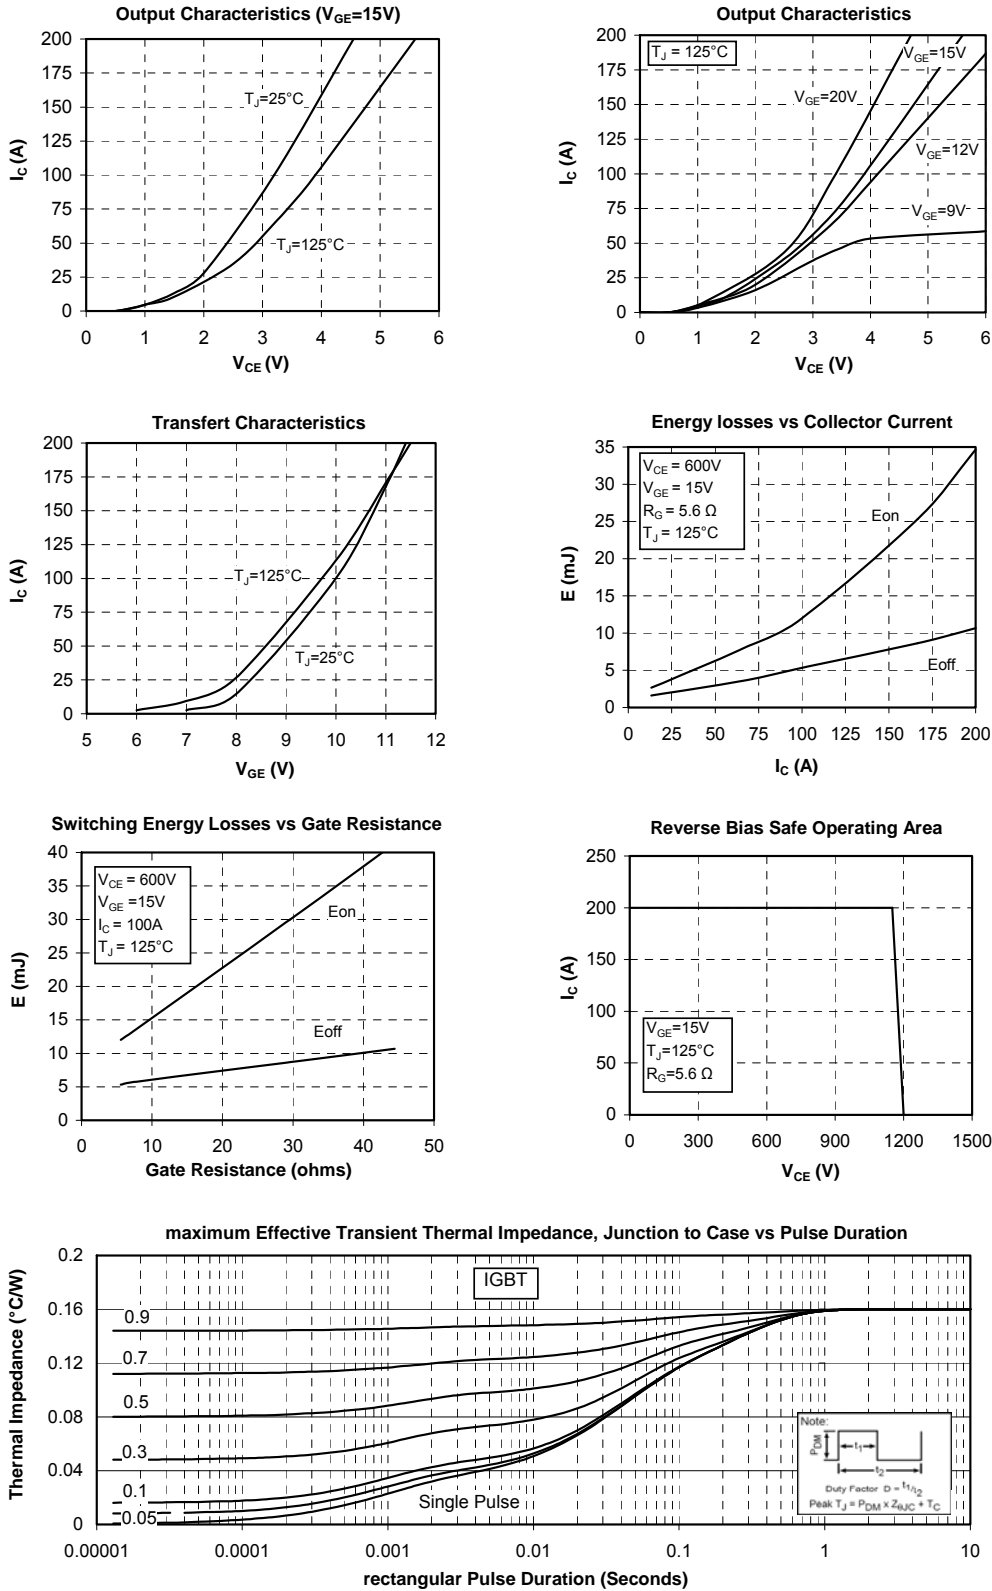 Output Characteristics (VGE=15V)
200
175
150
125
100
75
50
25
0
IC (A)
TJ=25°C
TJ=125°C
0 1 2 3 4 5 6
VCE (V)
Output Characteristics
200
175
150
125
100
75
50
25
0
IC (A)
TJ = 125°C
VGE=15V
VGE=20V
VGE=12V
VGE=9V
0 1 2 3 4 5 6
VCE (V)
Transfert Characteristics
200
175
150
125
100
75
50
25
0
IC (A)
TJ=125°C
TJ=25°C
5 6 7 8 9 10 11 12
VGE (V)
Energy losses vs Collector Current
35
30
25
20
15
10
5
0
E (mJ)
VCE = 600V
VGE = 15V
RG = 5.6 Ω
TJ = 125°C
Eon
Eoff
0 25 50 75 100 125 150 175 200
IC (A)
Switching Energy Losses vs Gate Resistance
40
35
30
25
20
15
10
5
0
E (mJ)
VCE = 600V
VGE =15V
IC = 100A
TJ = 125°C
Eon
Eoff
0 10 20 30 40 50
Gate Resistance (ohms)
Reverse Bias Safe Operating Area
250
200
150
100
50
0
IC (A)
VGE=15V
TJ=125°C
RG=5.6 Ω
0 300 600 900 1200 1500
VCE (V)
maximum Effective Transient Thermal Impedance, Junction to Case vs Pulse Duration
0.2
0.16
0.12
0.08
0.04
0
Thermal Impedance (°C/W)
IGBT
0.9
0.7
0.5
0.3
0.1
0.05
Single Pulse
Note:
PDM
t1
t2
Duty Factor D = t1/t2
Peak TJ = PDM x ZθJC + TC
0.00001 0.0001 0.001 0.01 0.1 1 10
rectangular Pulse Duration (Seconds)